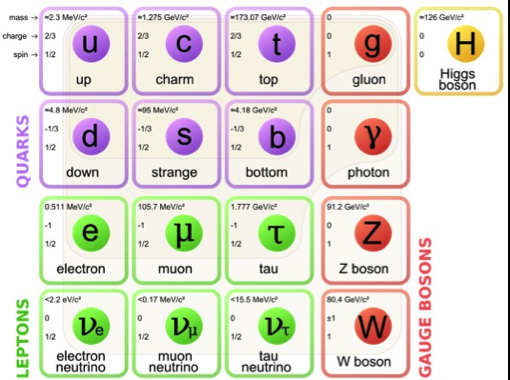 mass → ≈2.3 MeV/c² ≈1.275 GeV/c² ≈173.07 GeV/c² 0 ≈126 GeV/c²
charge → 2/3 2/3 2/3 0 0
spin → 1/2 1/2 1/2 1 0
u c t g H
up charm top gluon Higgs boson
QUARKS
≈4.8 MeV/c² ≈95 MeV/c² ≈4.18 GeV/c² 0
-1/3 -1/3 -1/3 0
1/2 1/2 1/2 1
d s b γ
down strange bottom photon
0.511 MeV/c² 105.7 MeV/c² 1.777 GeV/c² 91.2 GeV/c²
-1 -1 -1 0
1/2 1/2 1/2 1
e μ τ Z
electron muon tau Z boson
LEPTONS
<2.2 eV/c² <0.17 MeV/c² <15.5 MeV/c² 80.4 GeV/c²
0 0 0 ±1
1/2 1/2 1/2 1
νe νμ ντ W
electron neutrino muon neutrino tau neutrino W boson
GAUGE BOSONS